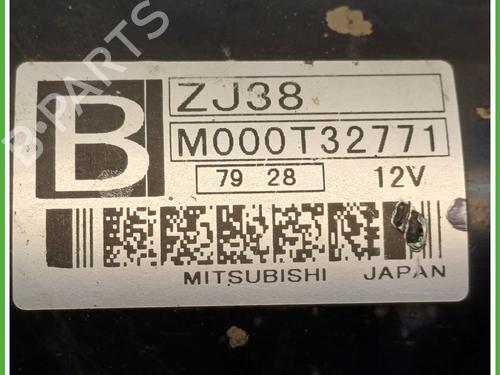 B
ZJ38
M000T32771
79 28 12V
MITSUBISHI JAPAN
B-PARTS